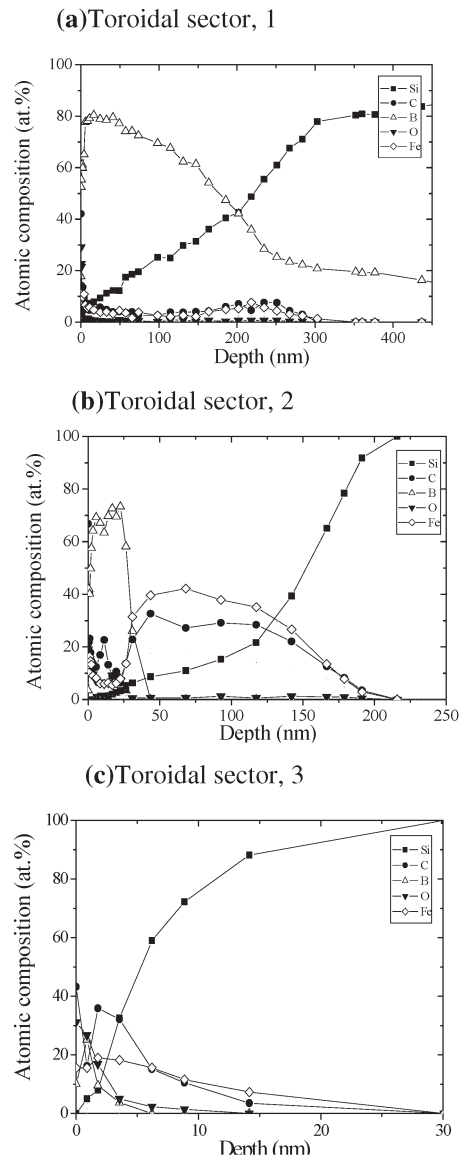 (a)Toroidal sector, 1
100
80
60
40
20
0
Atomic composition (at.%)
Si
C
B
O
Fe
0 100 200 300 400
Depth (nm)
(b)Toroidal sector, 2
100
80
60
40
20
0
Atomic composition (at.%)
Si
C
B
O
Fe
0 50 100 150 200 250
Depth (nm)
(c)Toroidal sector, 3
100
80
60
40
20
0
Atomic composition (at.%)
Si
C
B
O
Fe
0 10 20 30
Depth (nm)